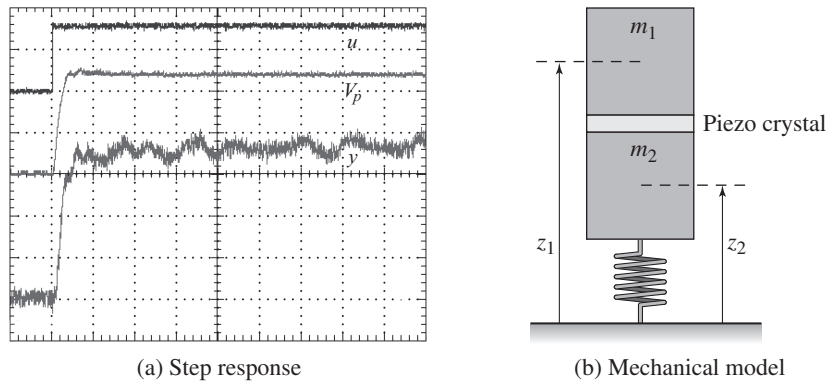 u
V_p
y
(a) Step response
m_1
Piezo crystal
m_2
z_1
z_2
(b) Mechanical model